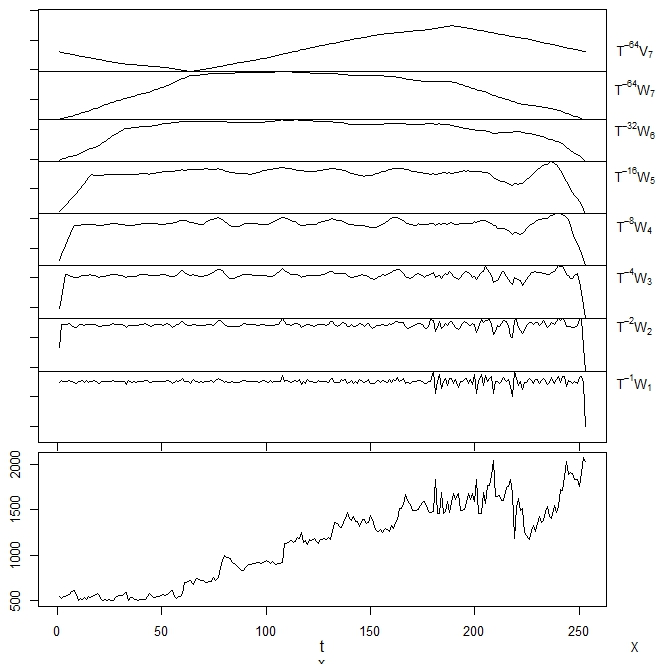 T⁻⁶⁴V₇
T⁻⁶⁴W₇
T⁻³²W₆
T⁻¹⁶W₅
T⁻⁸W₄
T⁻⁴W₃
T⁻²W₂
T⁻¹W₁
2000
1500
1000
500
0 50 100 150 200 250
t X
x